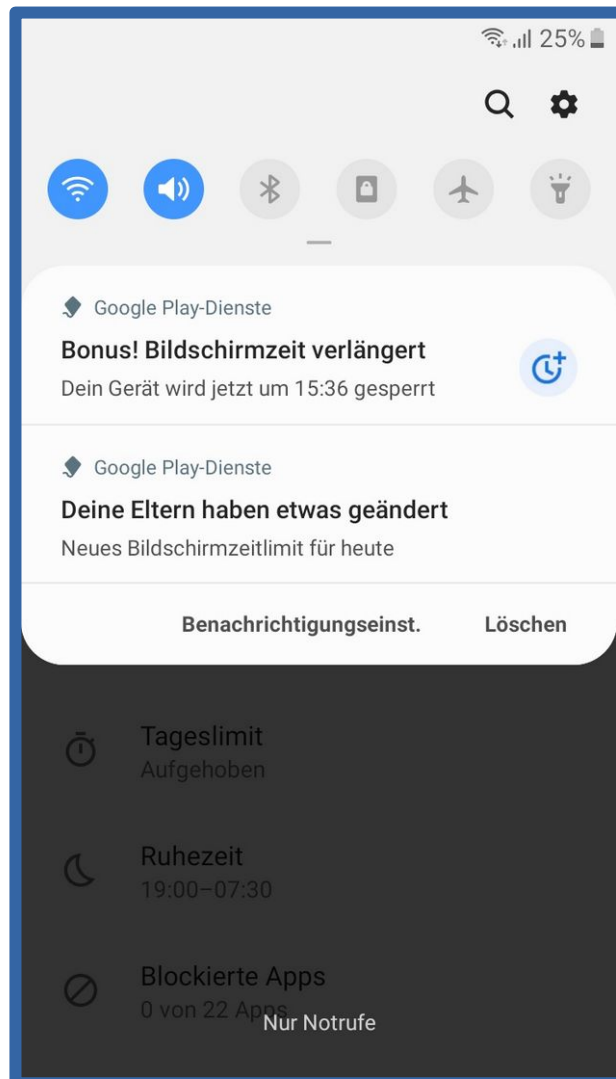 25%
Google Play-Dienste
Bonus! Bildschirmzeit verlängert
Dein Gerät wird jetzt um 15:36 gesperrt
Google Play-Dienste
Deine Eltern haben etwas geändert
Neues Bildschirmzeitlimit für heute
Benachrichtigungseinst. Löschen
Tageslimit
Aufgehoben
Ruhezeit
19:00–07:30
Blockierte Apps
0 von 22 Apps
Nur Notrufe